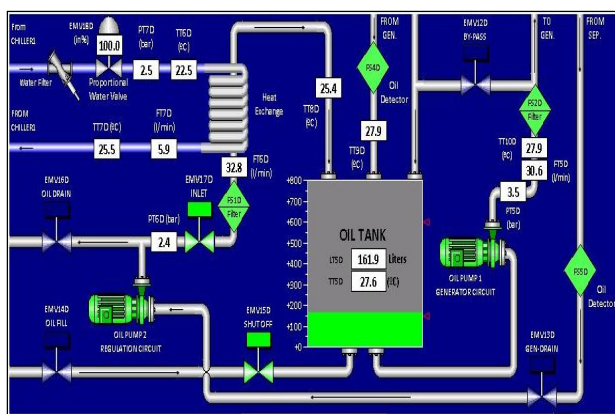 From
CHILLER1
EMV18D
(in%)
100.0
PT7D
(bar)
2.5
TT6D
(ºC)
22.5
Water Filter
Proportional
Water Valve
FROM
CHILLER1
TT7D (ºC)
25.5
FT7D
(l/min)
5.9
Heat
Exchange
FT6D
(l/min)
32.8
TT8D
(ºC)
25.4
FROM
GEN.
FS4D
Oil
Detector
TT9D
(ºC)
27.9
EMV12D
BY-PASS
TO
GEN.
FROM
SEP.
FS2D
Filter
TT10D
(ºC)
27.9
30.6
FT5D
(l/min)
3.5
PT5D
(bar)
EMV16D
OIL DRAIN
EMV17D
INLET
FS1D
Filter
PT6D (bar)
2.4
+800
+600
+500
+400
+300
+200
+100
+0
OIL TANK
LT5D
161.9
Liters
TT5D
27.6
(ºC)
OIL PUMP 1
GENERATOR CIRCUIT
FS5D
Oil
Detector
EMV14D
OIL FILL
OIL PUMP 2
REGULATION CIRCUIT
EMV15D
SHUT OFF
EMV13D
GEN-DRAIN